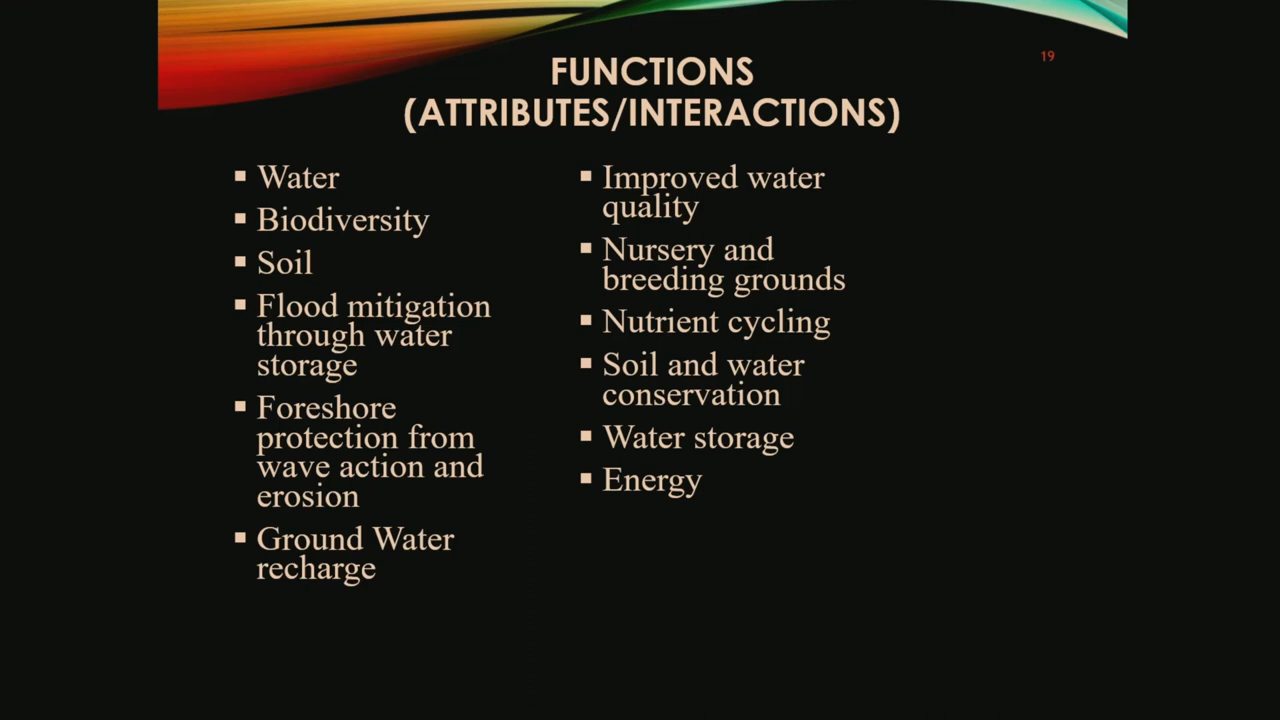 19
FUNCTIONS
(ATTRIBUTES/INTERACTIONS)
▪ Water
▪ Biodiversity
▪ Soil
▪ Flood mitigation
through water
storage
▪ Foreshore
protection from
wave action and
erosion
▪ Ground Water
recharge
▪ Improved water
quality
▪ Nursery and
breeding grounds
▪ Nutrient cycling
▪ Soil and water
conservation
▪ Water storage
▪ Energy